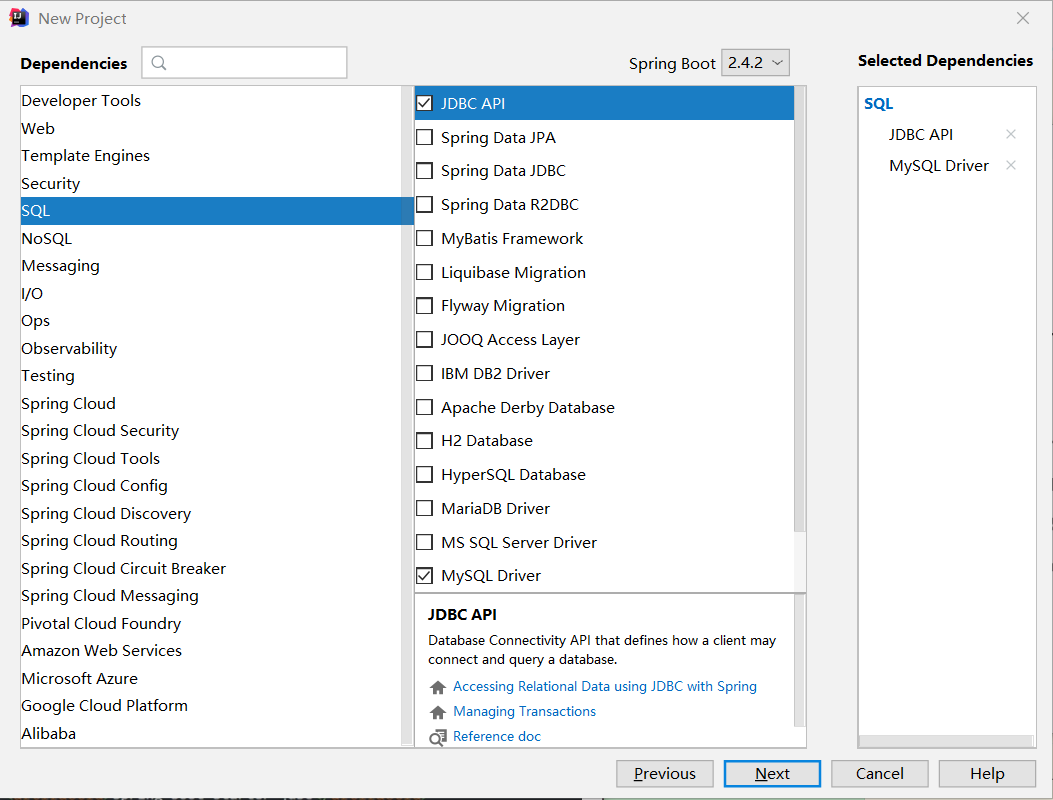 New Project
Dependencies
Spring Boot 2.4.2
Selected Dependencies
Developer Tools
Web
Template Engines
Security
SQL
NoSQL
Messaging
I/O
Ops
Observability
Testing
Spring Cloud
Spring Cloud Security
Spring Cloud Tools
Spring Cloud Config
Spring Cloud Discovery
Spring Cloud Routing
Spring Cloud Circuit Breaker
Spring Cloud Messaging
Pivotal Cloud Foundry
Amazon Web Services
Microsoft Azure
Google Cloud Platform
Alibaba
JDBC API
Spring Data JPA
Spring Data JDBC
Spring Data R2DBC
MyBatis Framework
Liquibase Migration
Flyway Migration
JOOQ Access Layer
IBM DB2 Driver
Apache Derby Database
H2 Database
HyperSQL Database
MariaDB Driver
MS SQL Server Driver
MySQL Driver
JDBC API
Database Connectivity API that defines how a client may
connect and query a database.
Accessing Relational Data using JDBC with Spring
Managing Transactions
Reference doc
SQL
JDBC API
MySQL Driver
Previous
Next
Cancel
Help